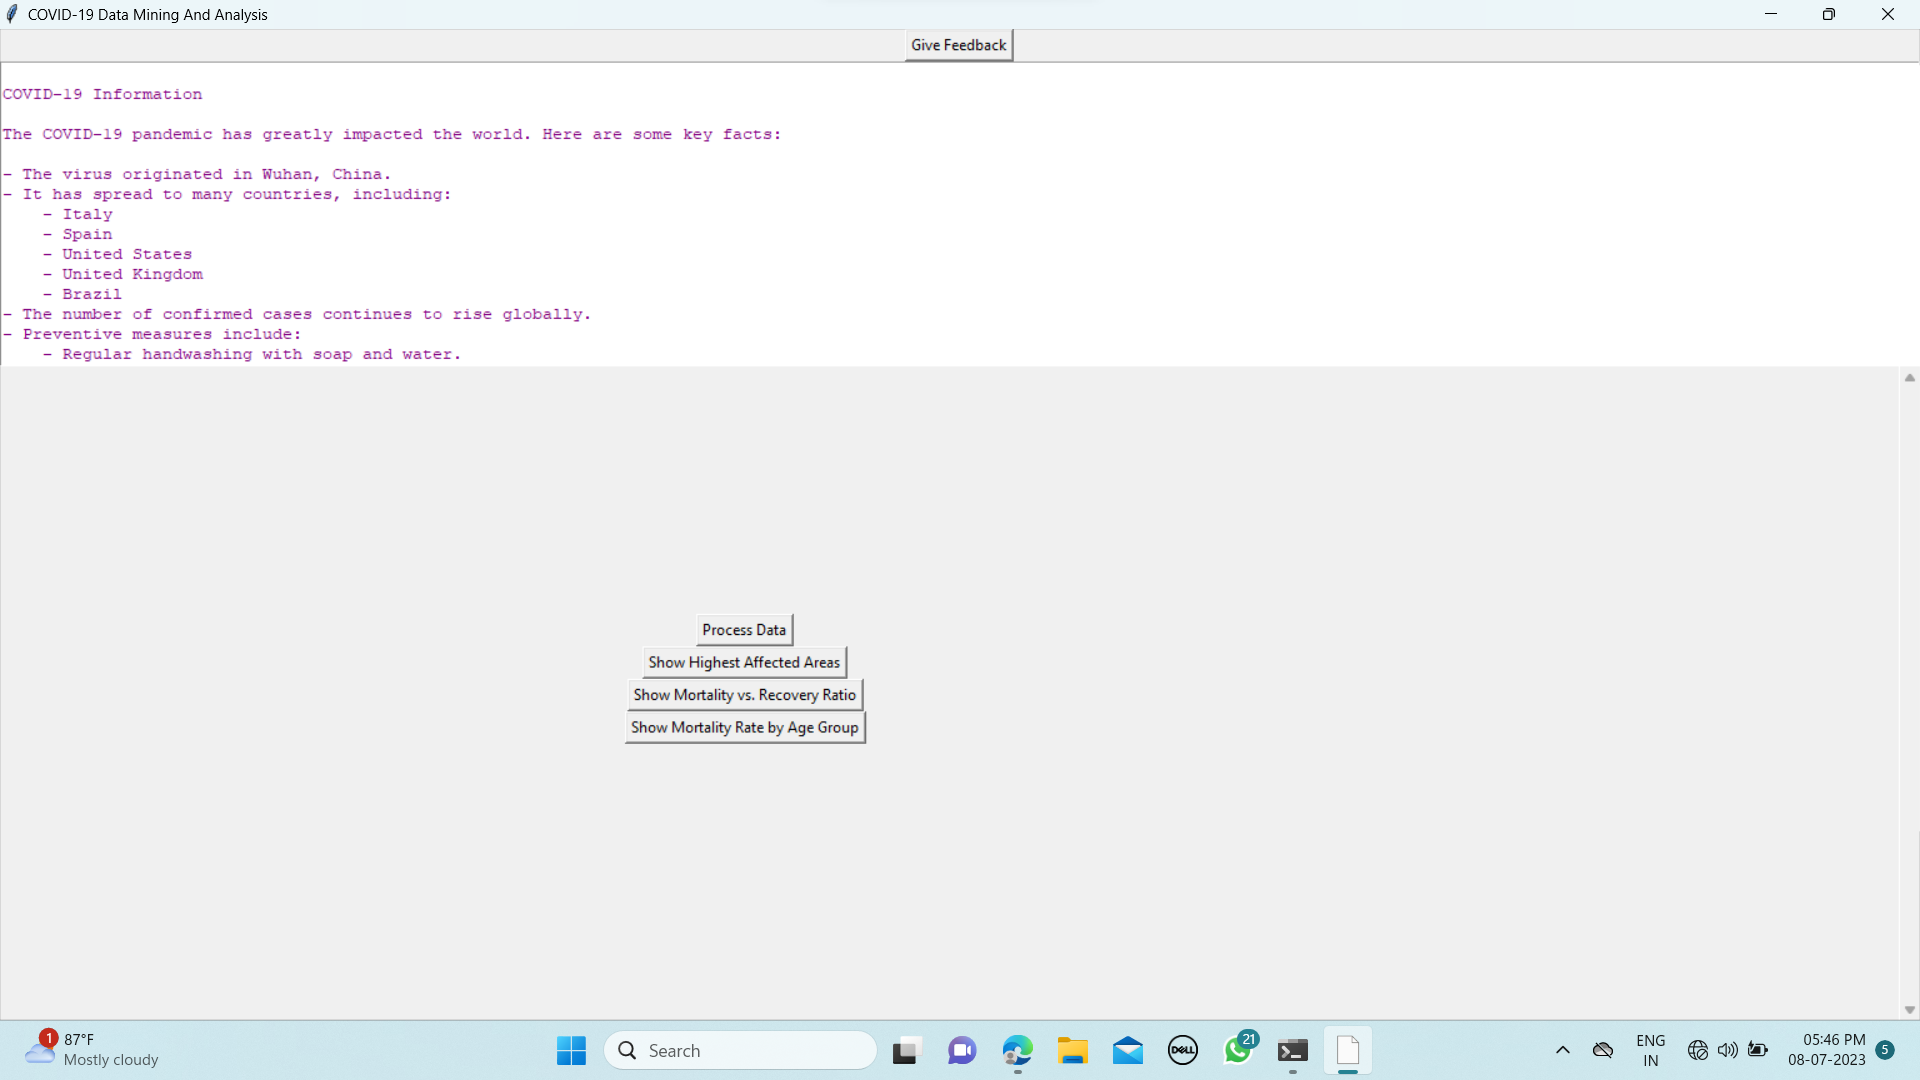 COVID-19 Data Mining And Analysis
Give Feedback
COVID-19 Information
The COVID-19 pandemic has greatly impacted the world. Here are some key facts:
- The virus originated in Wuhan, China.
- It has spread to many countries, including:
- Italy
- Spain
- United States
- United Kingdom
- Brazil
- The number of confirmed cases continues to rise globally.
- Preventive measures include:
- Regular handwashing with soap and water.
Process Data
Show Highest Affected Areas
Show Mortality vs. Recovery Ratio
Show Mortality Rate by Age Group
1
87°F
Mostly cloudy
Search
DELL
21
ENG
IN
05:46 PM
08-07-2023
5